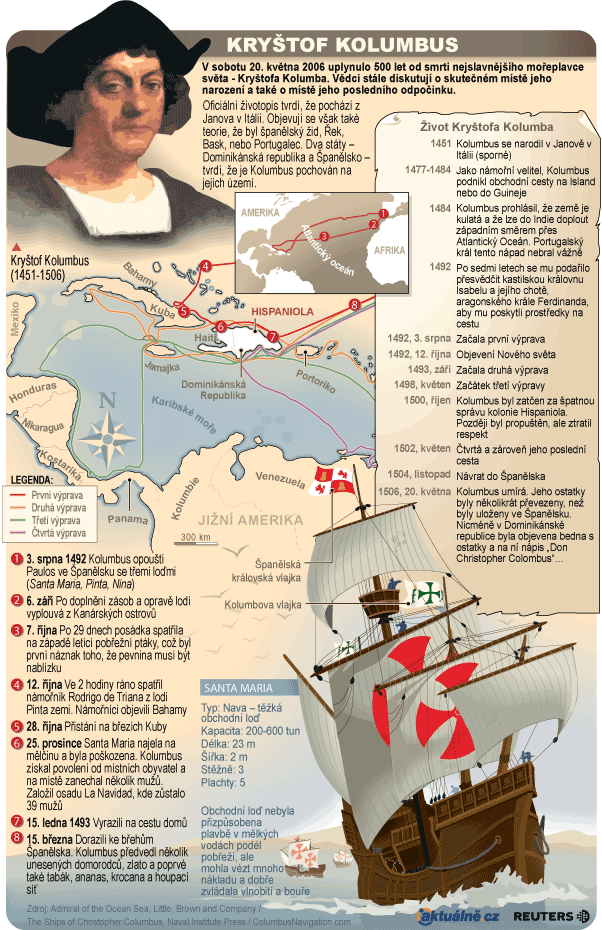 KRYŠTOF KOLUMBUS
V sobotu 20. května 2006 uplynulo 500 let od smrti nejslavnějšího mořeplavce
světa - Kryštofa Kolumba. Vědci stále diskutují o skutečném místě jeho
narození a také o místě jeho posledního odpočinku.
Oficiální životopis tvrdí, že pochází z
Janova v Itálii. Objevují se však také
teorie, že byl španělský žid, Řek,
Bask, nebo Portugalec. Dva státy –
Dominikánská republika a Španělsko –
tvrdí, že je Kolumbus pochován na
jejich území.
Kryštof Kolumbus
(1451-1506)
AMERIKA
AFRIKA
Atlantický oceán
1
2
3
Život Kryštofa Kolumba
1451 Kolumbus se narodil v Janově v
Itálii (sporné)
1477-1484 Jako námořní velitel, Kolumbus
podnikl obchodní cesty na Island
nebo do Guineje
1484 Kolumbus prohlásil, že země je
kulatá a že lze do Indie doplout
západním směrem přes
Atlantický Oceán. Portugalský
král tento nápad nebral vážně
1492 Po sedmi letech se mu podařilo
přesvědčit kastilskou královnu
Isabelu a jejího chotě,
aragonského krále Ferdinanda,
aby mu poskytli prostředky na
cestu
1492, 3. srpna Začala první výprava
1492, 12. října Objevení Nového světa
1493, září Začala druhá výprava
1498, květen Začátek třetí výpravy
1500, říjen Kolumbus byl zatčen za špatnou
správu kolonie Hispaniola.
Později byl propuštěn, ale ztratil
respekt
1502, květen Čtvrtá a zároveň jeho poslední
cesta
1504, listopad Návrat do Španělska
1506, 20. května Kolumbus umírá. Jeho ostatky
byly několikrát převezeny, než
byly uloženy ve Španělsku.
Nicméně v Dominikánské
republice byla objevena bedna s
ostatky a na ní nápis „Don
Christopher Colombus“...
Mexiko
Bahamy
Kuba
4
5
6
7
8
HISPANIOLA
Haiti
Jamajka
Dominikánská
Republika
Portoriko
Honduras
Nikaragua
Kostarika
Panama
N
Karibské moře
Kolumbie
Venezuela
JIŽNÍ AMERIKA
300 km
LEGENDA:
První výprava
Druhá výprava
Třetí výprava
Čtvrtá výprava
Španělská
královská vlajka
Kolumbova vlajka
1 3. srpna 1492 Kolumbus opouští
Paulos ve Španělsku se třemi loďmi
(Santa Maria, Pinta, Nina)
2 6. září Po doplnění zásob a opravě lodí
vyplouvá z Kanárských ostrovů
3 7. října Po 29 dnech posádka spatřila
na západě letící pobřežní ptáky, což byl
první náznak toho, že pevnina musí být
nablízku
4 12. října Ve 2 hodiny ráno spatřil
námořník Rodrigo de Triana z lodi
Pinta zemi. Námořníci objevili Bahamy
5 28. října Přistání na březích Kuby
6 25. prosince Santa Maria najela na
mělčinu a byla poškozena. Kolumbus
získal povolení od místních obyvatel a
na místě zanechal několik mužů.
Založil osadu La Navidad, kde zůstalo
39 mužů
7 15. ledna 1493 Vyrazili na cestu domů
8 15. března Dorazili ke břehům
Španělska. Kolumbus předvedl několik
unesených domorodců, zlato a poprvé
také tabák, ananas, krocana a houpací
síť
SANTA MARIA
Typ: Nava – těžká
obchodní loď
Kapacita: 200-600 tun
Délka: 23 m
Šířka: 2 m
Stěžně: 3
Plachty: 5
Obchodní loď nebyla
přizpůsobena
plavbě v mělkých
vodách podél
pobřeží, ale
mohla vézt mnoho
nákladu a dobře
zvládala vlnobití a bouře
Zdroj: Admiral of the Ocean Sea, Little, Brown and Company /
The Ships of Christopher Columbus, Naval Institute Press / ColumbusNavigation.com
aktuálně.cz
REUTERS